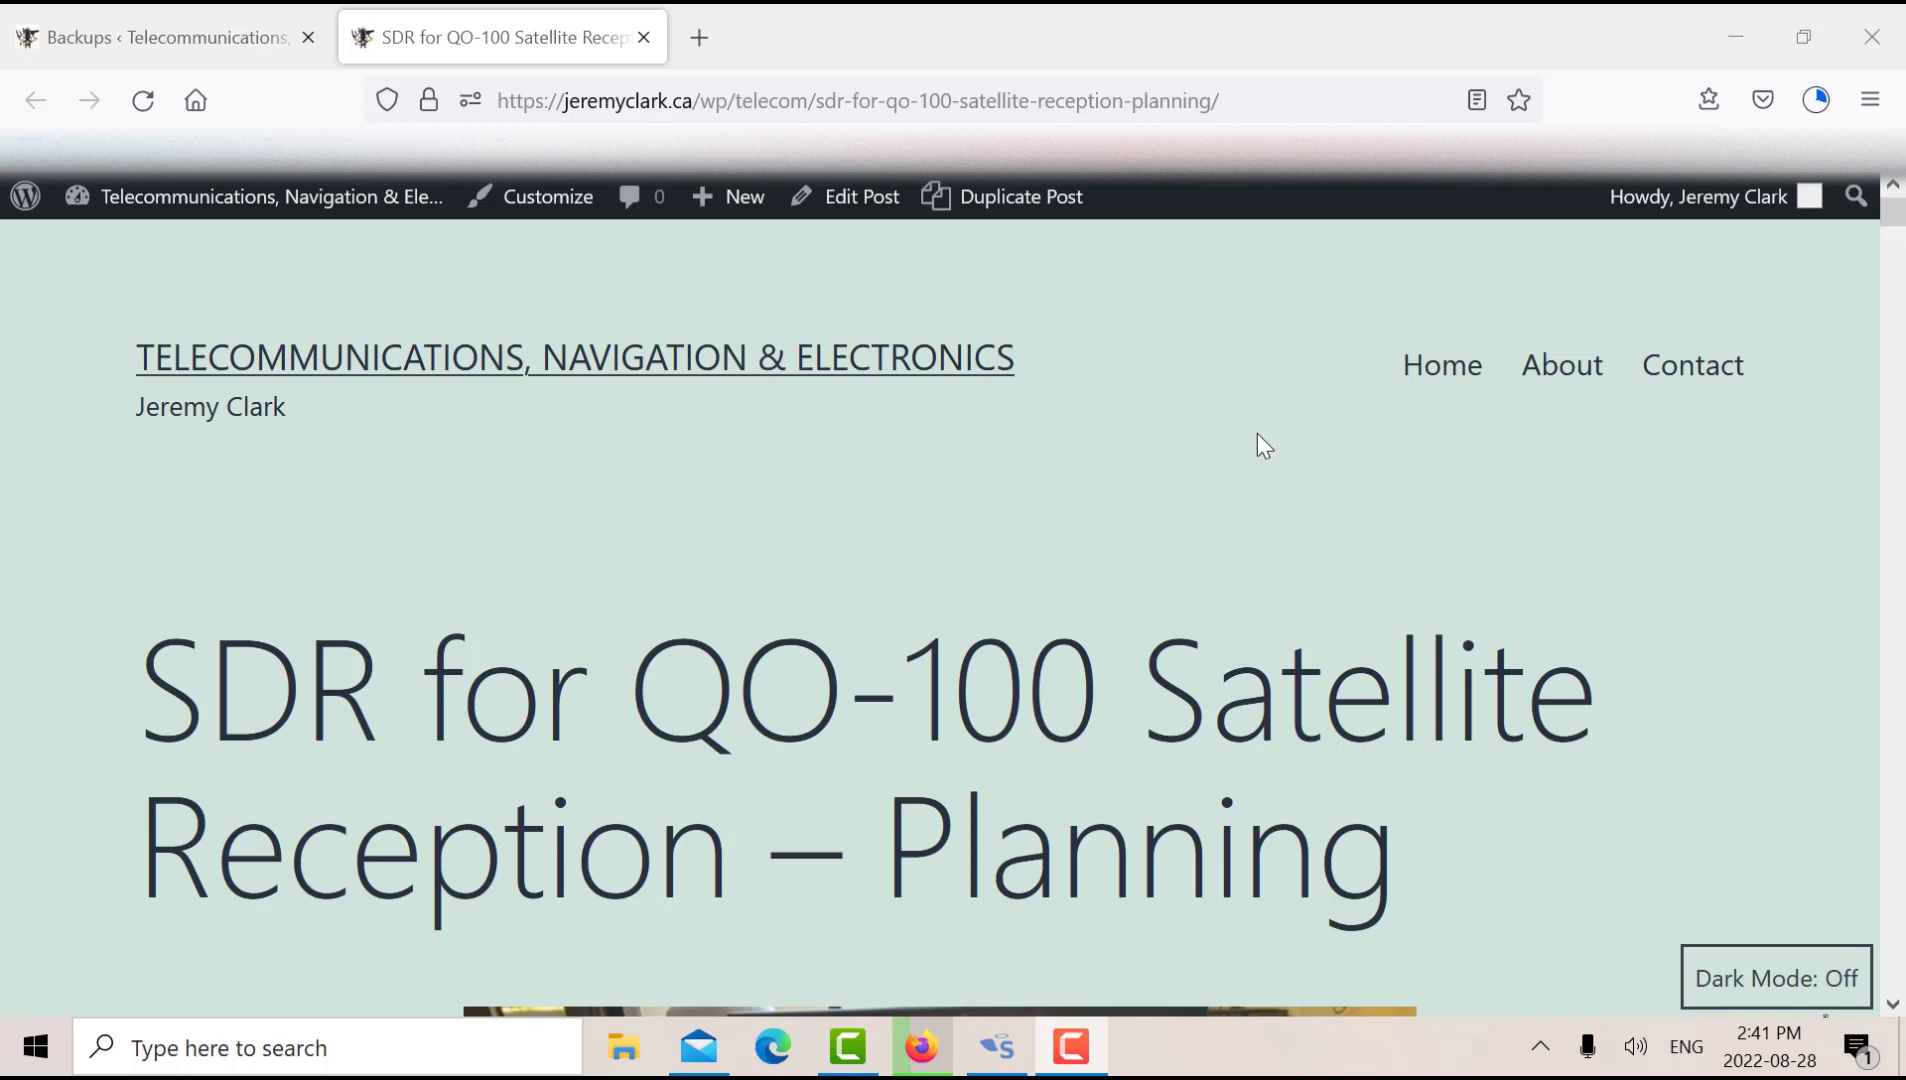 Backups ‹ Telecommunications,
SDR for QO-100 Satellite Recep
https://jeremyclark.ca/wp/telecom/sdr-for-qo-100-satellite-reception-planning/
Telecommunications, Navigation & Ele... Customize 0 New Edit Post Duplicate Post Howdy, Jeremy Clark
TELECOMMUNICATIONS, NAVIGATION & ELECTRONICS
Jeremy Clark
Home About Contact
SDR for QO-100 Satellite
Reception – Planning
Dark Mode: Off
Type here to search
ENG
2:41 PM
2022-08-28
1